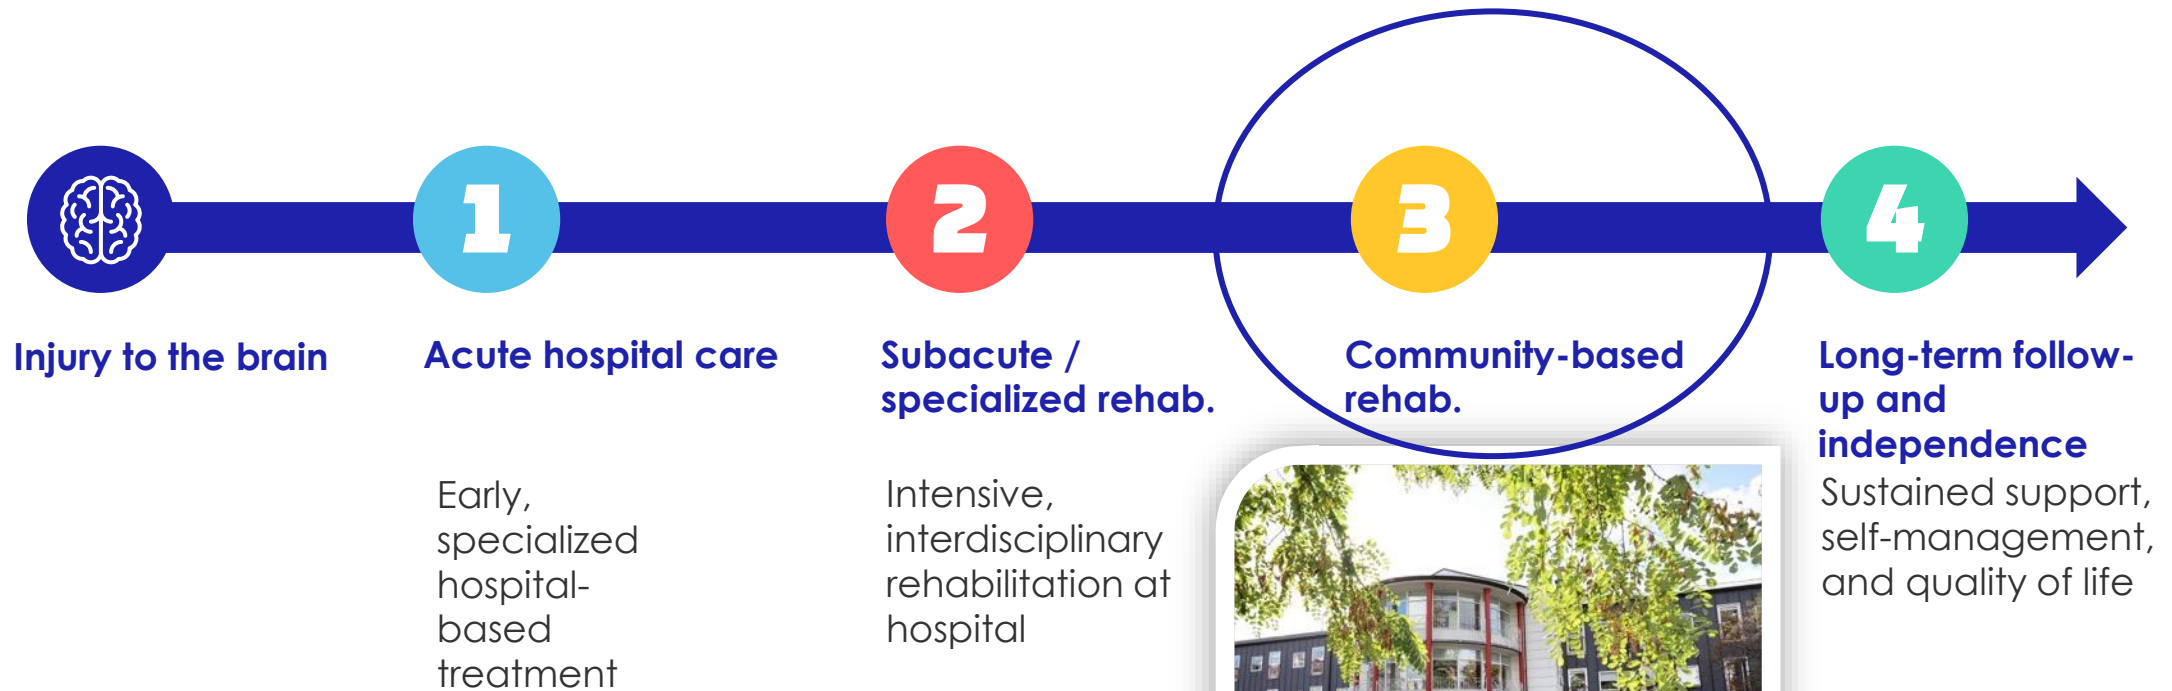 1
2
3
4
Injury to the brain
Acute hospital care
Subacute /
specialized rehab.
Community-based
rehab.
Long-term follow-
up and
independence
Early,
specialized
hospital-
based
treatment
Intensive,
interdisciplinary
rehabilitation at
hospital
Sustained support,
self-management,
and quality of life